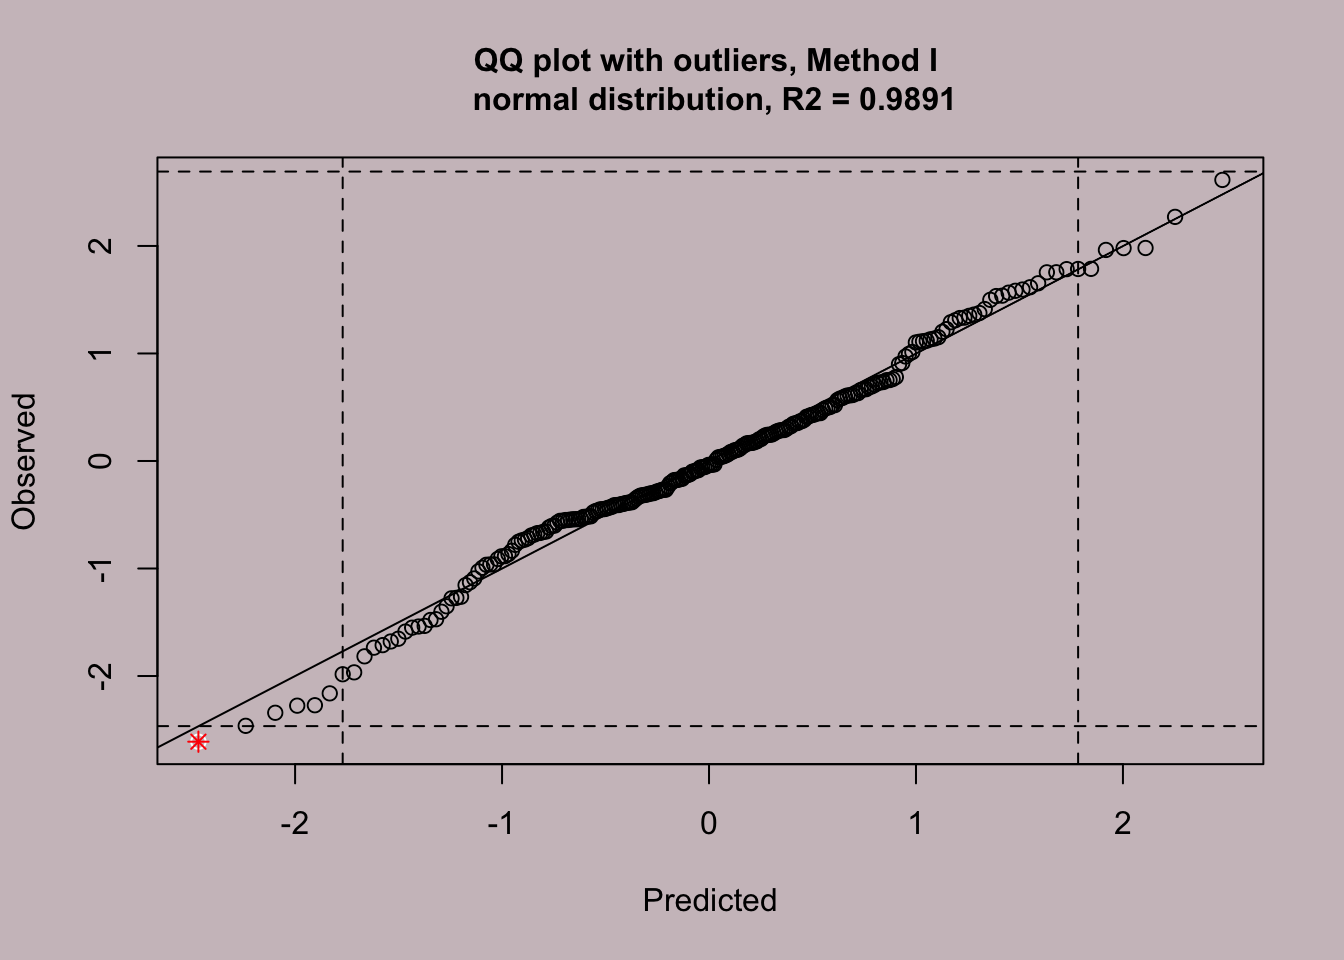 QQ plot with outliers, Method I
normal distribution, R2 = 0.9891
Observed
2
1
0
-1
-2
-2
-1
0
1
2
Predicted